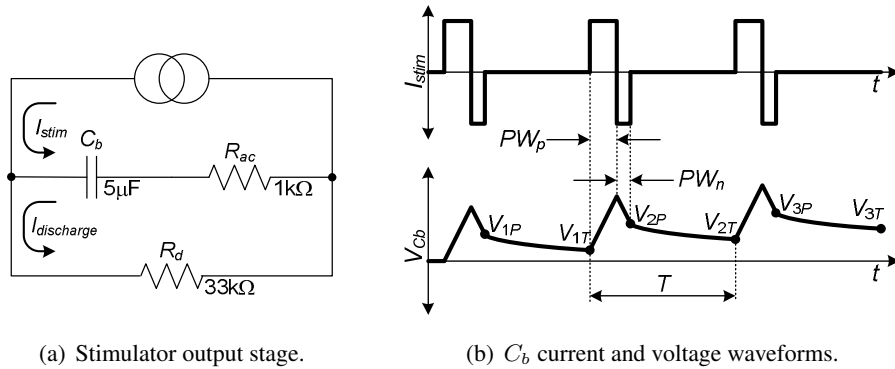 I_stim
C_b
R_ac
5μF
1kΩ
I_discharge
R_d
33kΩ
(a) Stimulator output stage.
I_stim
t
PW_p
PW_n
V_Cb
V_1P
V_1T
V_2P
V_2T
V_3P
V_3T
t
T
(b) C_b current and voltage waveforms.